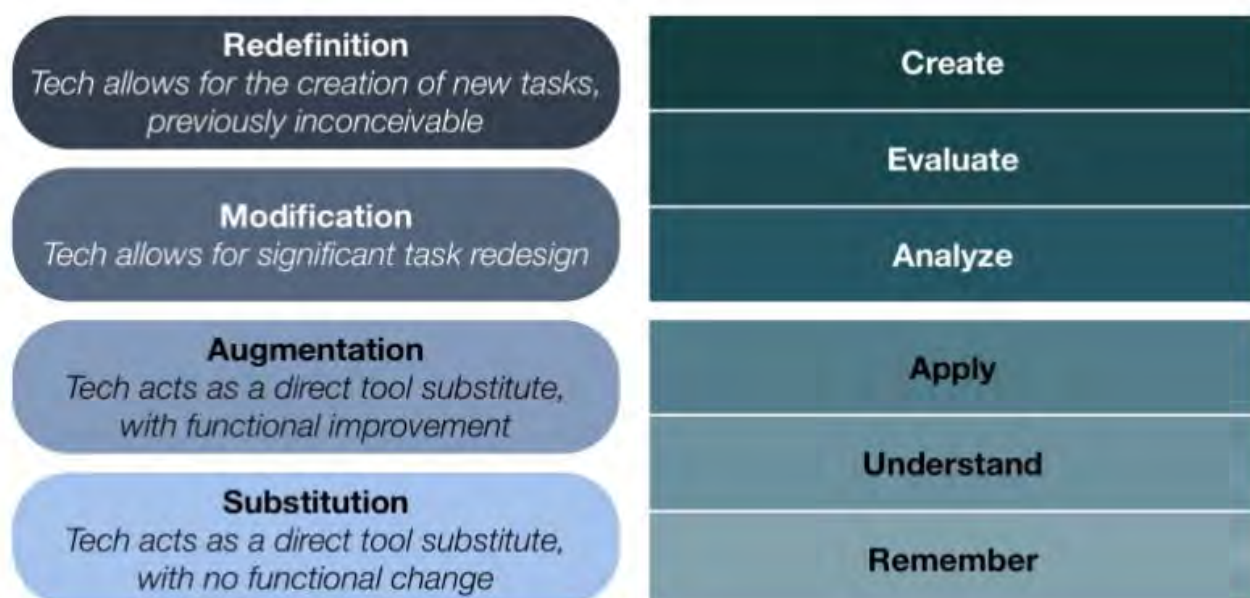 Redefinition
Tech allows for the creation of new tasks,
previously inconceivable
Modification
Tech allows for significant task redesign
Augmentation
Tech acts as a direct tool substitute,
with functional improvement
Substitution
Tech acts as a direct tool substitute,
with no functional change
Create
Evaluate
Analyze
Apply
Understand
Remember